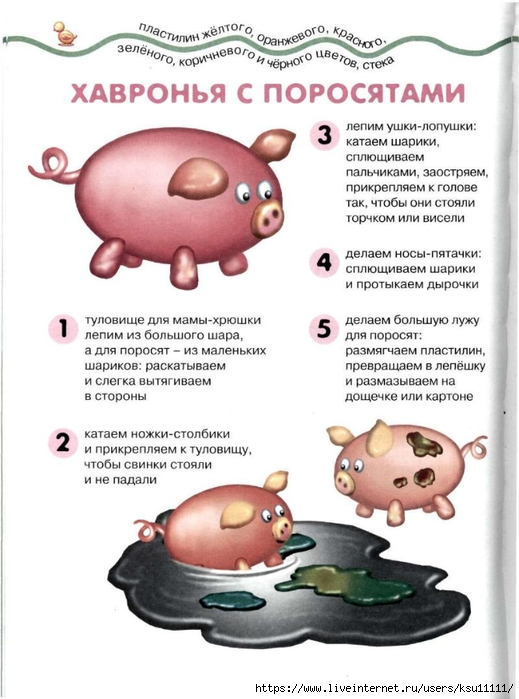 пластилин жёлтого, оранжевого, красного,
зелёного, коричневого и чёрного цветов, стека
ХАВРОНЬЯ С ПОРОСЯТАМИ
1
туловище для мамы-хрюшки
лепим из большого шара,
а для поросят – из маленьких
шариков: раскатываем
и слегка вытягиваем
в стороны
2
катаем ножки-столбики
и прикрепляем к туловищу,
чтобы свинки стояли
и не падали
3
лепим ушки-лопушки:
катаем шарики,
сплющиваем
пальчиками, заостряем,
прикрепляем к голове
так, чтобы они стояли
торчком или висели
4
делаем носы-пятачки:
сплющиваем шарики
и протыкаем дырочки
5
делаем большую лужу
для поросят:
размягчаем пластилин,
превращаем в лепёшку
и размазываем на
дощечке или картоне
https://www.liveinternet.ru/users/ksu11111/